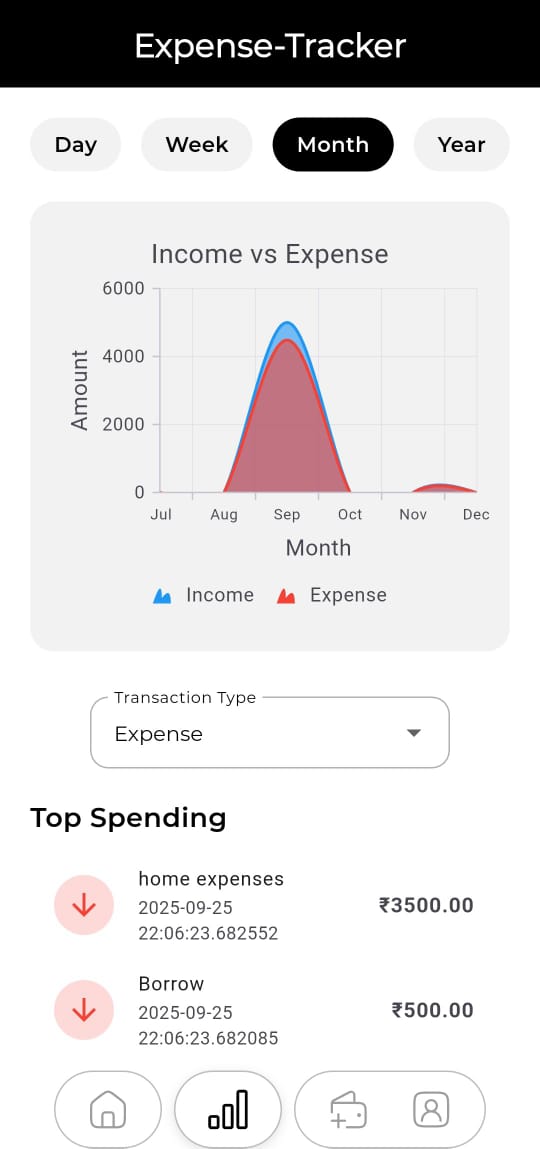 Expense-Tracker
Day Week Month Year
Income vs Expense
6000
4000
2000
0
Amount
Jul Aug Sep Oct Nov Dec
Month
Income Expense
Transaction Type
Expense
Top Spending
home expenses
2025-09-25
22:06:23.682552
₹3500.00
Borrow
2025-09-25
22:06:23.682085
₹500.00